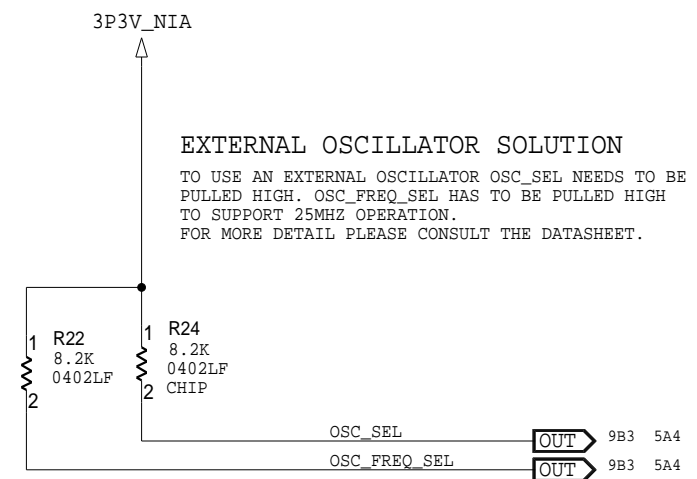 3P3V_NIA
EXTERNAL OSCILLATOR SOLUTION
TO USE AN EXTERNAL OSCILLATOR OSC_SEL NEEDS TO BE
PULLED HIGH. OSC_FREQ_SEL HAS TO BE PULLED HIGH
TO SUPPORT 25MHZ OPERATION.
FOR MORE DETAIL PLEASE CONSULT THE DATASHEET.
1 R22
8.2K
0402LF
2
1 R24
8.2K
0402LF
2 CHIP
OSC_SEL OUT 9B3 5A4
OSC_FREQ_SEL OUT 9B3 5A4